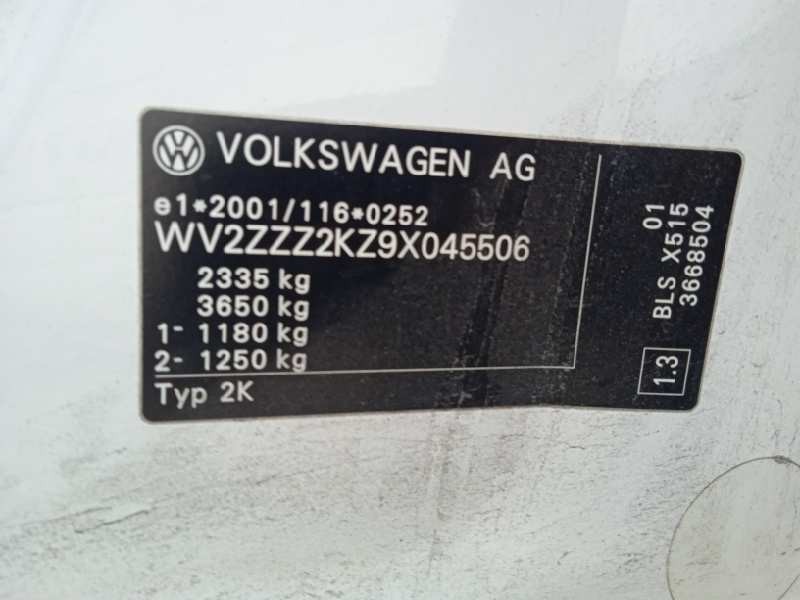 VOLKSWAGEN AG
e1*2001/116*0252
WV2ZZZ2KZ9X045506
2335 kg
3650 kg
1- 1180 kg
2- 1250 kg
Typ 2K
01
BLS X515
3668504
1.3